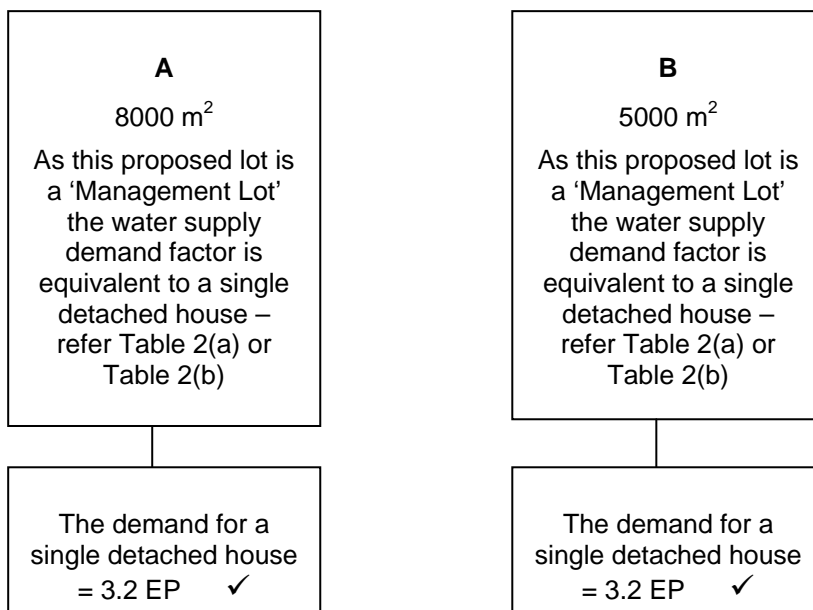 A
8000 m²
As this proposed lot is
a ‘Management Lot’
the water supply
demand factor is
equivalent to a single
detached house –
refer Table 2(a) or
Table 2(b)
The demand for a
single detached house
= 3.2 EP ✓
B
5000 m²
As this proposed lot is
a ‘Management Lot’
the water supply
demand factor is
equivalent to a single
detached house –
refer Table 2(a) or
Table 2(b)
The demand for a
single detached house
= 3.2 EP ✓